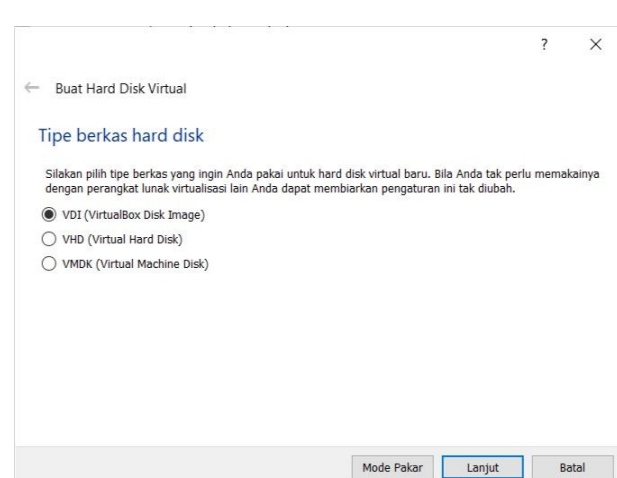 ?
Buat Hard Disk Virtual
Tipe berkas hard disk
Silakan pilih tipe berkas yang ingin Anda pakai untuk hard disk virtual baru. Bila Anda tak perlu memakainya
dengan perangkat lunak virtualisasi lain Anda dapat membiarkan pengaturan ini tak diubah.
VDI (VirtualBox Disk Image)
VHD (Virtual Hard Disk)
VMDK (Virtual Machine Disk)
Mode Pakar Lanjut Batal